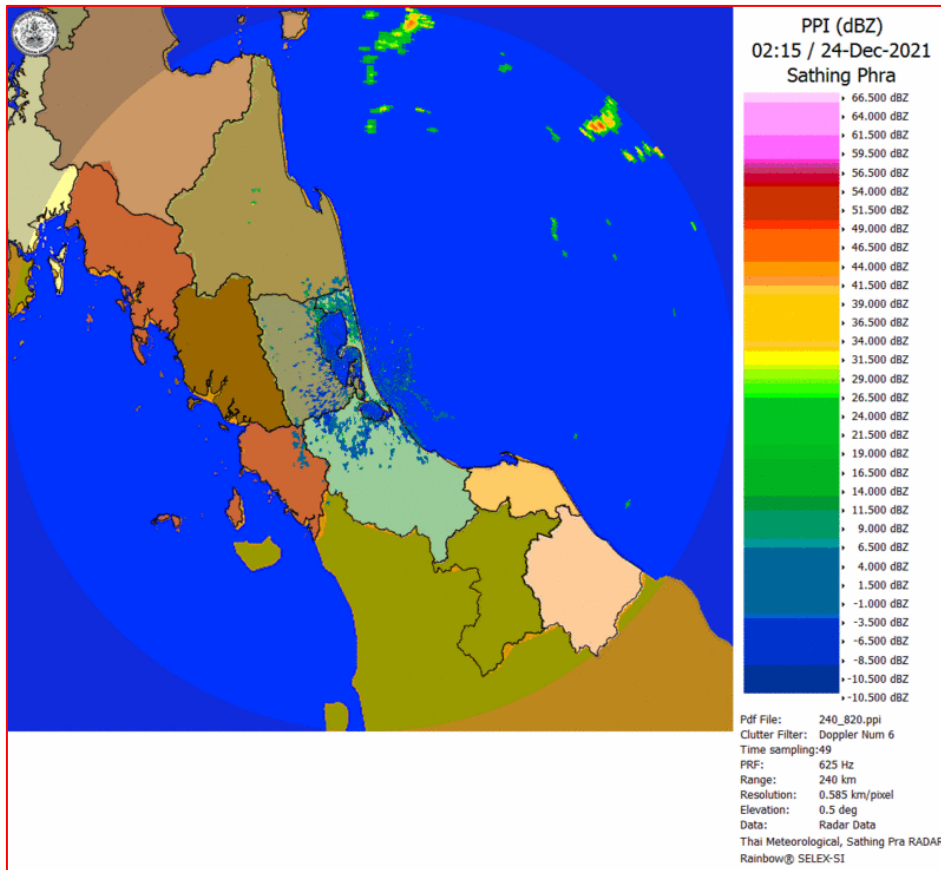 PPI (dBZ)
02:15 / 24-Dec-2021
Sathing Phra
66.500 dBZ
64.000 dBZ
61.500 dBZ
59.500 dBZ
56.500 dBZ
54.000 dBZ
51.500 dBZ
49.000 dBZ
46.500 dBZ
44.000 dBZ
41.500 dBZ
39.000 dBZ
36.500 dBZ
34.000 dBZ
31.500 dBZ
29.000 dBZ
26.500 dBZ
24.000 dBZ
21.500 dBZ
19.000 dBZ
16.500 dBZ
14.000 dBZ
11.500 dBZ
9.000 dBZ
6.500 dBZ
4.000 dBZ
1.500 dBZ
-1.000 dBZ
-3.500 dBZ
-6.500 dBZ
-8.500 dBZ
-10.500 dBZ
-10.500 dBZ
Pdf File: 240_820.ppi
Clutter Filter: Doppler Num 6
Time sampling:49
PRF: 625 Hz
Range: 240 km
Resolution: 0.585 km/pixel
Elevation: 0.5 deg
Data: Radar Data
Thai Meteorological, Sathing Pra RADAR
Rainbow® SELEX-SI